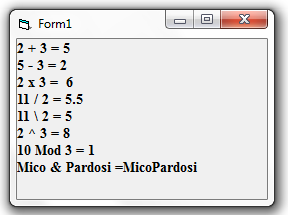 Form1
2 + 3 = 5
5 - 3 = 2
2 x 3 =  6
11 / 2 = 5.5
11 \ 2 = 5
2 ^ 3 = 8
10 Mod 3 = 1
Mico & Pardosi =MicoPardosi